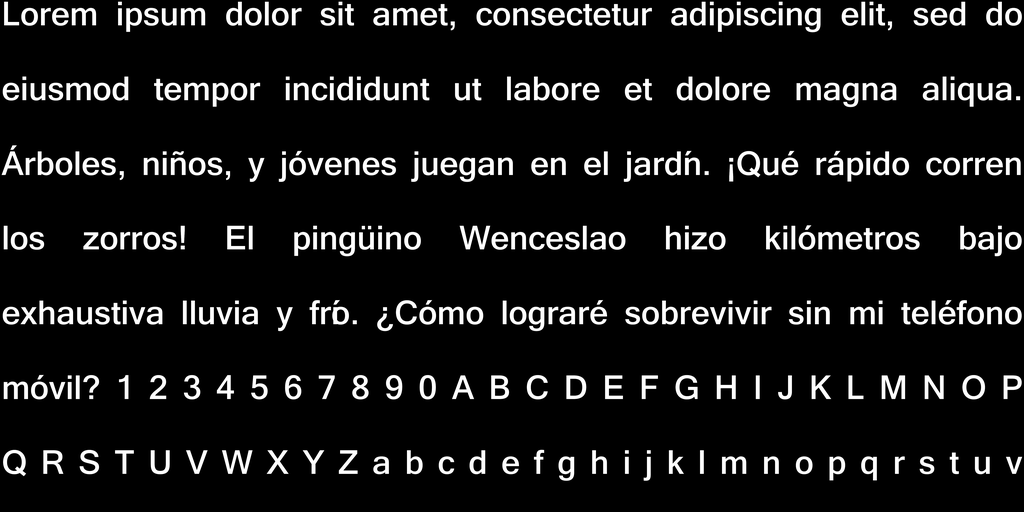 Lorem ipsum dolor sit amet, consectetur adipiscing elit, sed do
eiusmod tempor incididunt ut labore et dolore magna aliqua.
Árboles, niños, y jóvenes juegan en el jardín. ¡Qué rápido corren
los zorros! El pingüino Wenceslao hizo kilómetros bajo
exhaustiva lluvia y frío. ¿Cómo lograré sobrevivir sin mi teléfono
móvil? 1 2 3 4 5 6 7 8 9 0 A B C D E F G H I J K L M N O P
Q R S T U V W X Y Z a b c d e f g h i j k l m n o p q r s t u v